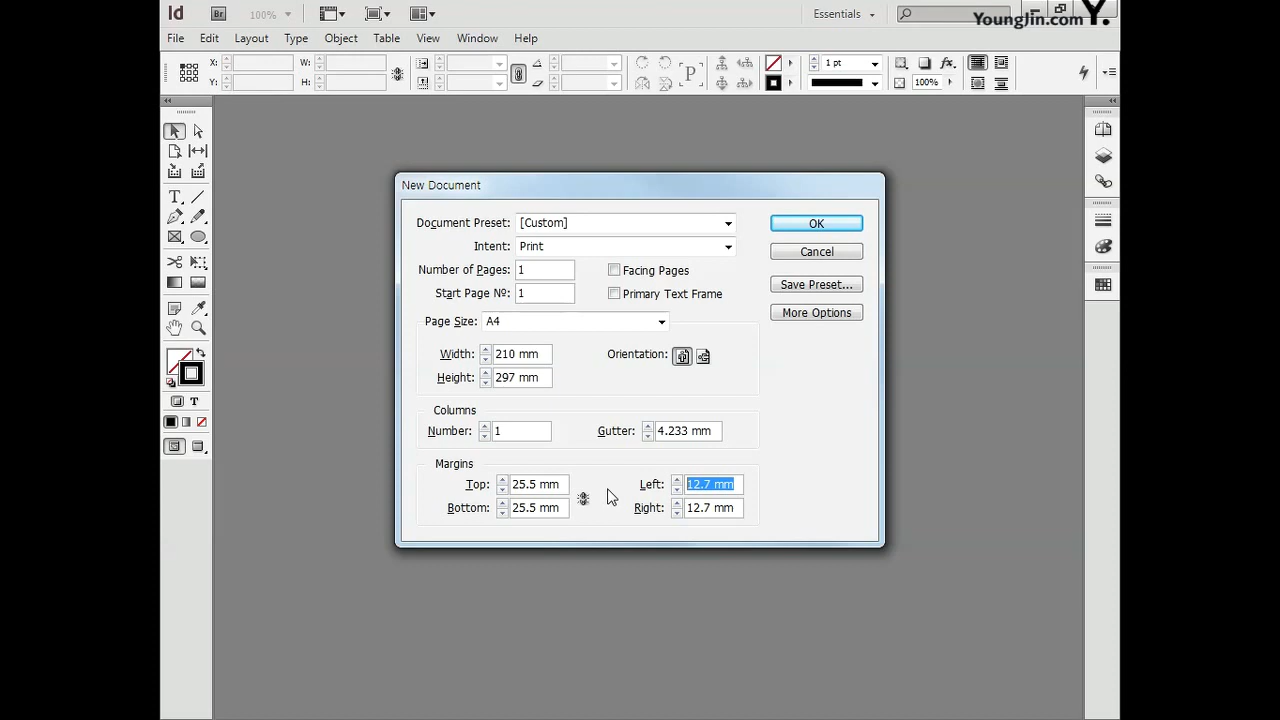 Id Br 100% Essentials YoungJin.com Y.
File Edit Layout Type Object Table View Window Help
X: W: 1 pt
Y: H: P 100%
New Document
Document Preset: [Custom] OK
Intent: Print Cancel
Number of Pages: 1 Facing Pages
Save Preset...
Start Page №: 1 Primary Text Frame
More Options
Page Size: A4
Width: 210 mm Orientation:
Height: 297 mm
Columns
Number: 1 Gutter: 4.233 mm
Margins
Top: 25.5 mm Left: 12.7 mm
Bottom: 25.5 mm Right: 12.7 mm